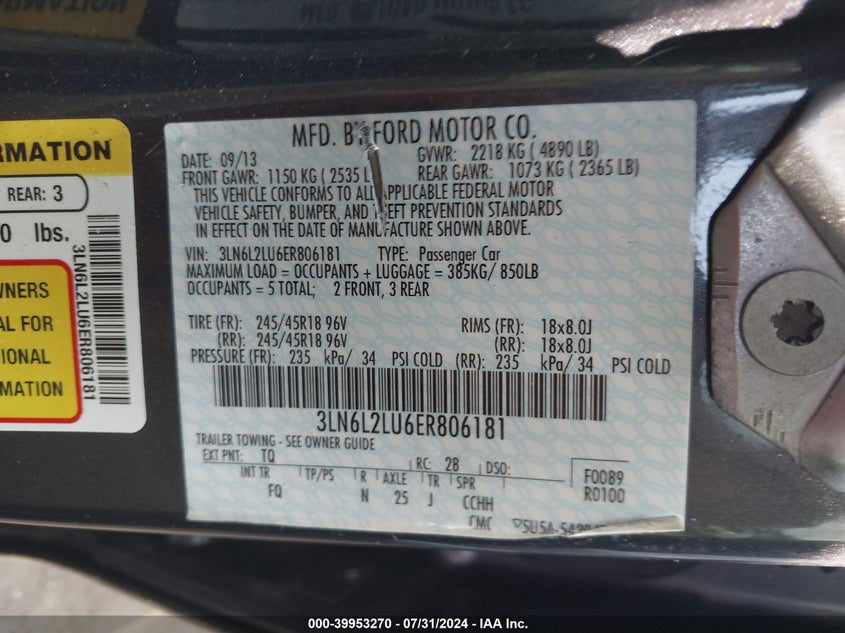 RMATION
REAR: 3
0 lbs.
WNERS
AL FOR
TIONAL
RMATION
3LN6L2LU6ER806181
MFD. BY FORD MOTOR CO.
DATE: 09/13 GVWR: 2218 KG ( 4890 LB)
FRONT GAWR: 1150 KG ( 2535 L REAR GAWR: 1073 KG ( 2365 LB)
THIS VEHICLE CONFORMS TO ALL APPLICABLE FEDERAL MOTOR
VEHICLE SAFETY, BUMPER, AND THEFT PREVENTION STANDARDS
IN EFFECT ON THE DATE OF MANUFACTURE SHOWN ABOVE.
VIN: 3LN6L2LU6ER806181 TYPE: Passenger Car
MAXIMUM LOAD = OCCUPANTS + LUGGAGE = 385KG/ 850LB
OCCUPANTS = 5 TOTAL; 2 FRONT, 3 REAR
TIRE (FR): 245/45R18 96V RIMS (FR): 18x8.0J
(RR): 245/45R18 96V (RR): 18x8.0J
PRESSURE (FR): 235 kPa/ 34 PSI COLD (RR): 235 kPa/ 34 PSI COLD
3LN6L2LU6ER806181
TRAILER TOWING - SEE OWNER GUIDE
EXT PNT: TQ RC: 2B DSO:
INT TR TP/PS R AXLE TR SPR F0089
FQ N 25 J CCHH R0100
CMC
000-39953270 - 07/31/2024 - IAA Inc.